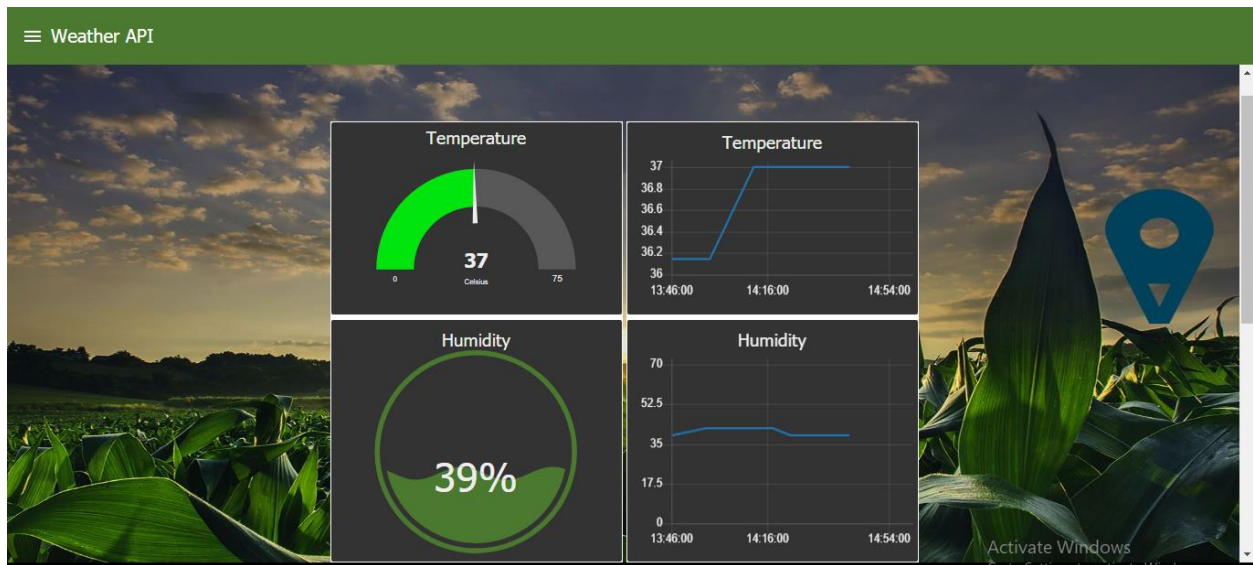 Weather API
Temperature
37
Celsius
0
75
Temperature
37
36.8
36.6
36.4
36.2
36
13:46:00 14:16:00 14:54:00
Humidity
39%
Humidity
70
52.5
35
17.5
0
13:46:00 14:16:00 14:54:00
Activate Windows